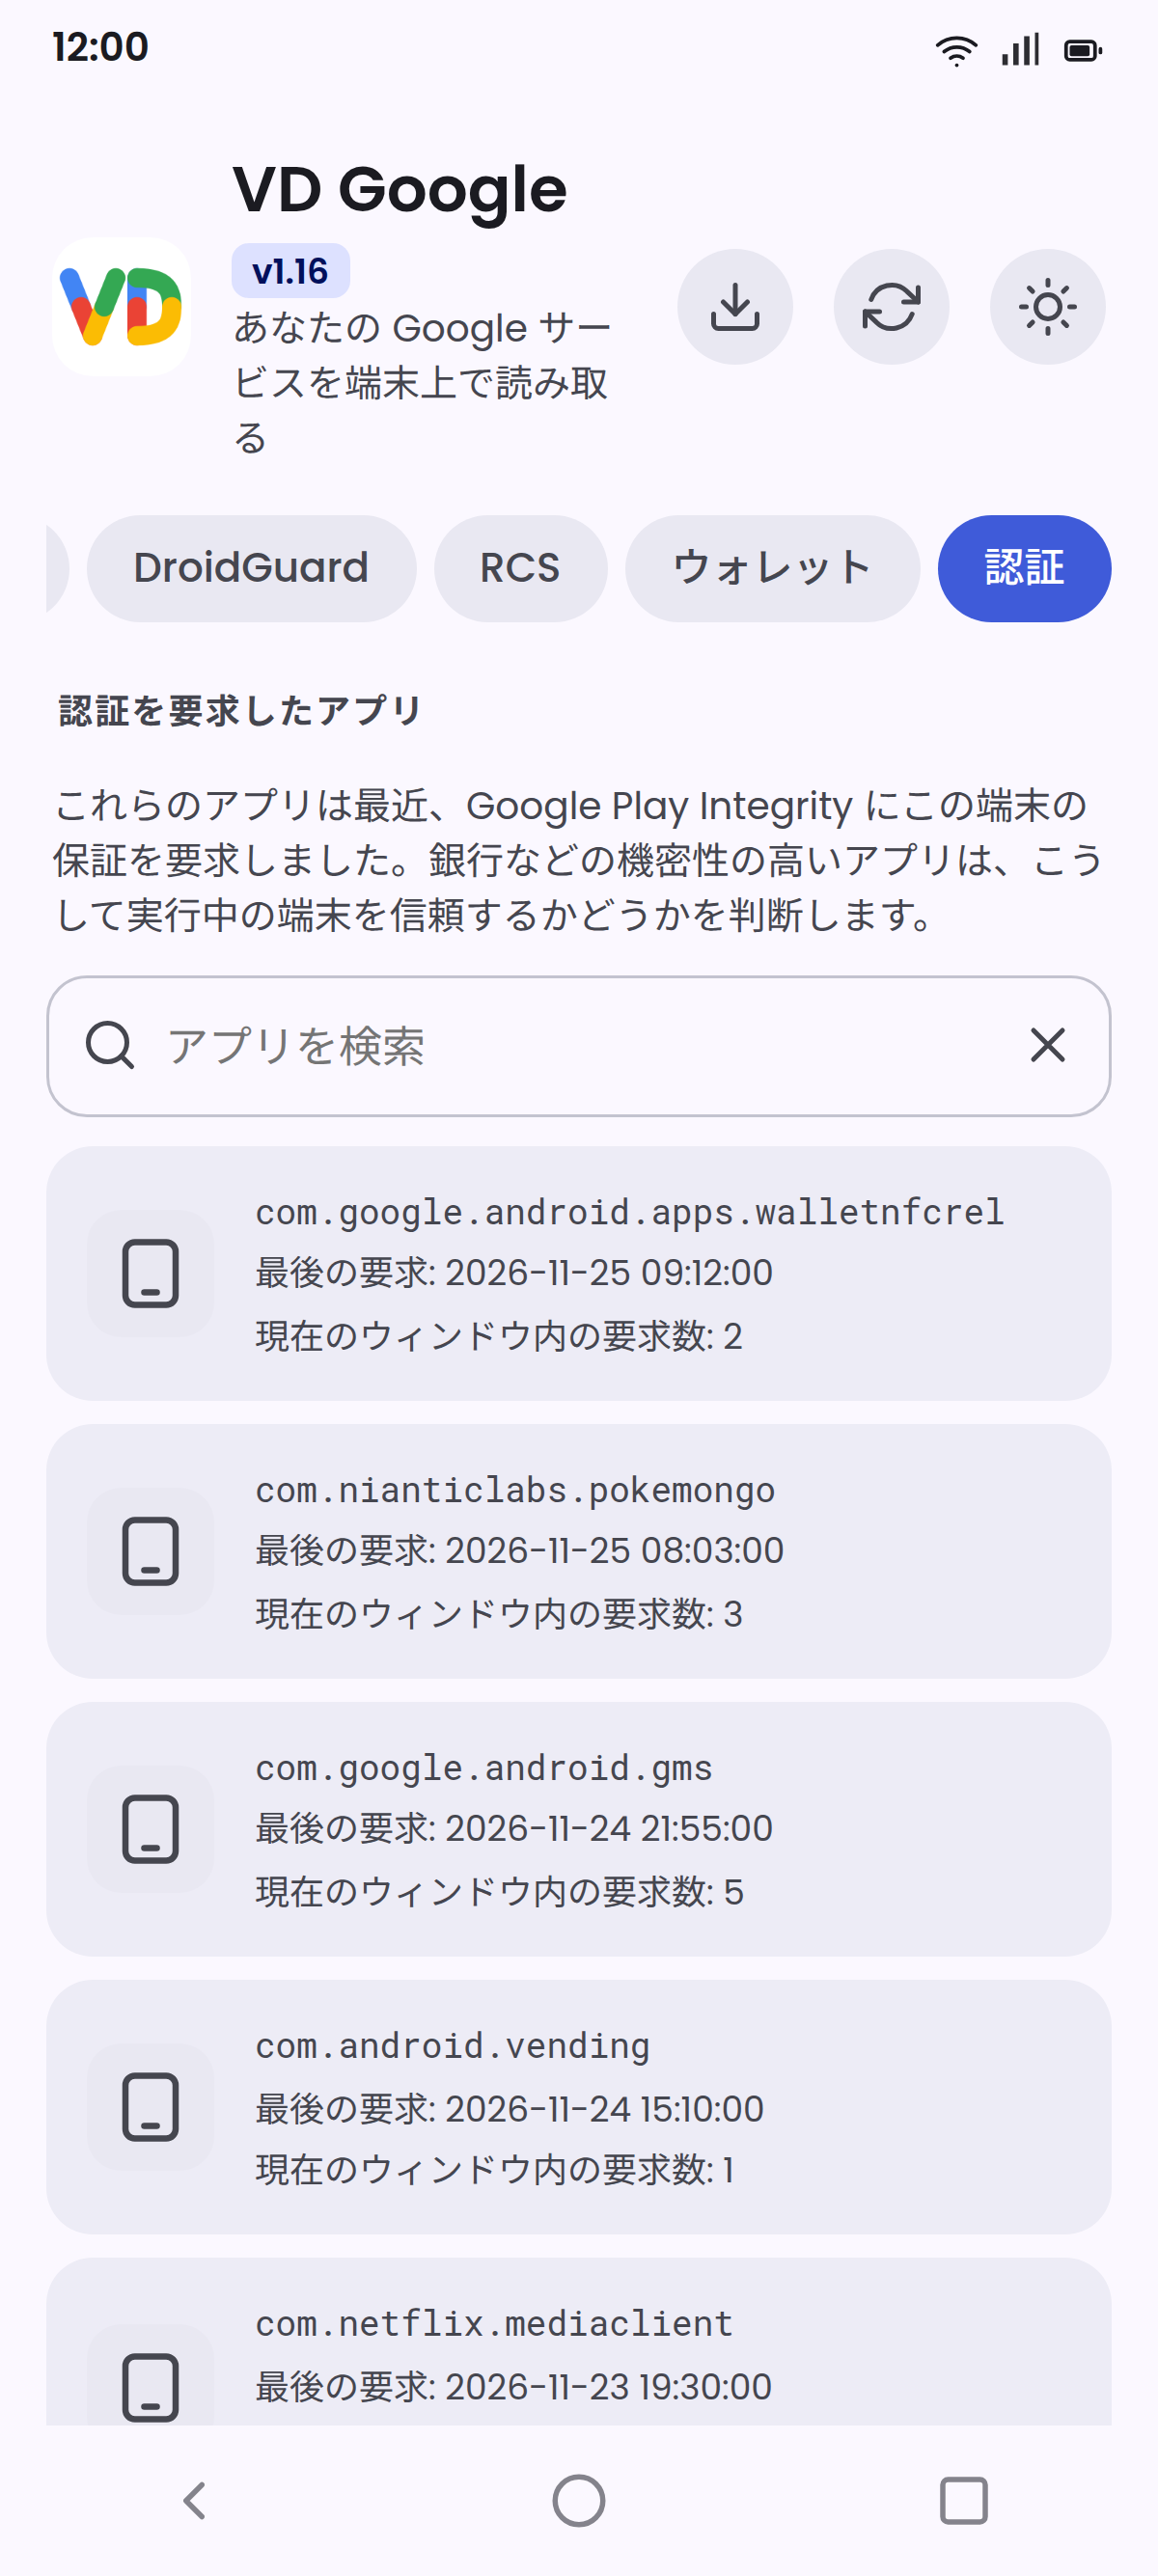 12:00
VD Google
VD
v1.16
あなたの Google サー
ビスを端末上で読み取
る
DroidGuard
RCS
ウォレット
認証
認証を要求したアプリ
これらのアプリは最近、Google Play Integrity にこの端末の
保証を要求しました。銀行などの機密性の高いアプリは、こう
して実行中の端末を信頼するかどうかを判断します。
アプリを検索
com.google.android.apps.walletnfcrel
最後の要求: 2026-11-25 09:12:00
現在のウィンドウ内の要求数: 2
com.nianticlabs.pokemongo
最後の要求: 2026-11-25 08:03:00
現在のウィンドウ内の要求数: 3
com.google.android.gms
最後の要求: 2026-11-24 21:55:00
現在のウィンドウ内の要求数: 5
com.android.vending
最後の要求: 2026-11-24 15:10:00
現在のウィンドウ内の要求数: 1
com.netflix.mediaclient
最後の要求: 2026-11-23 19:30:00